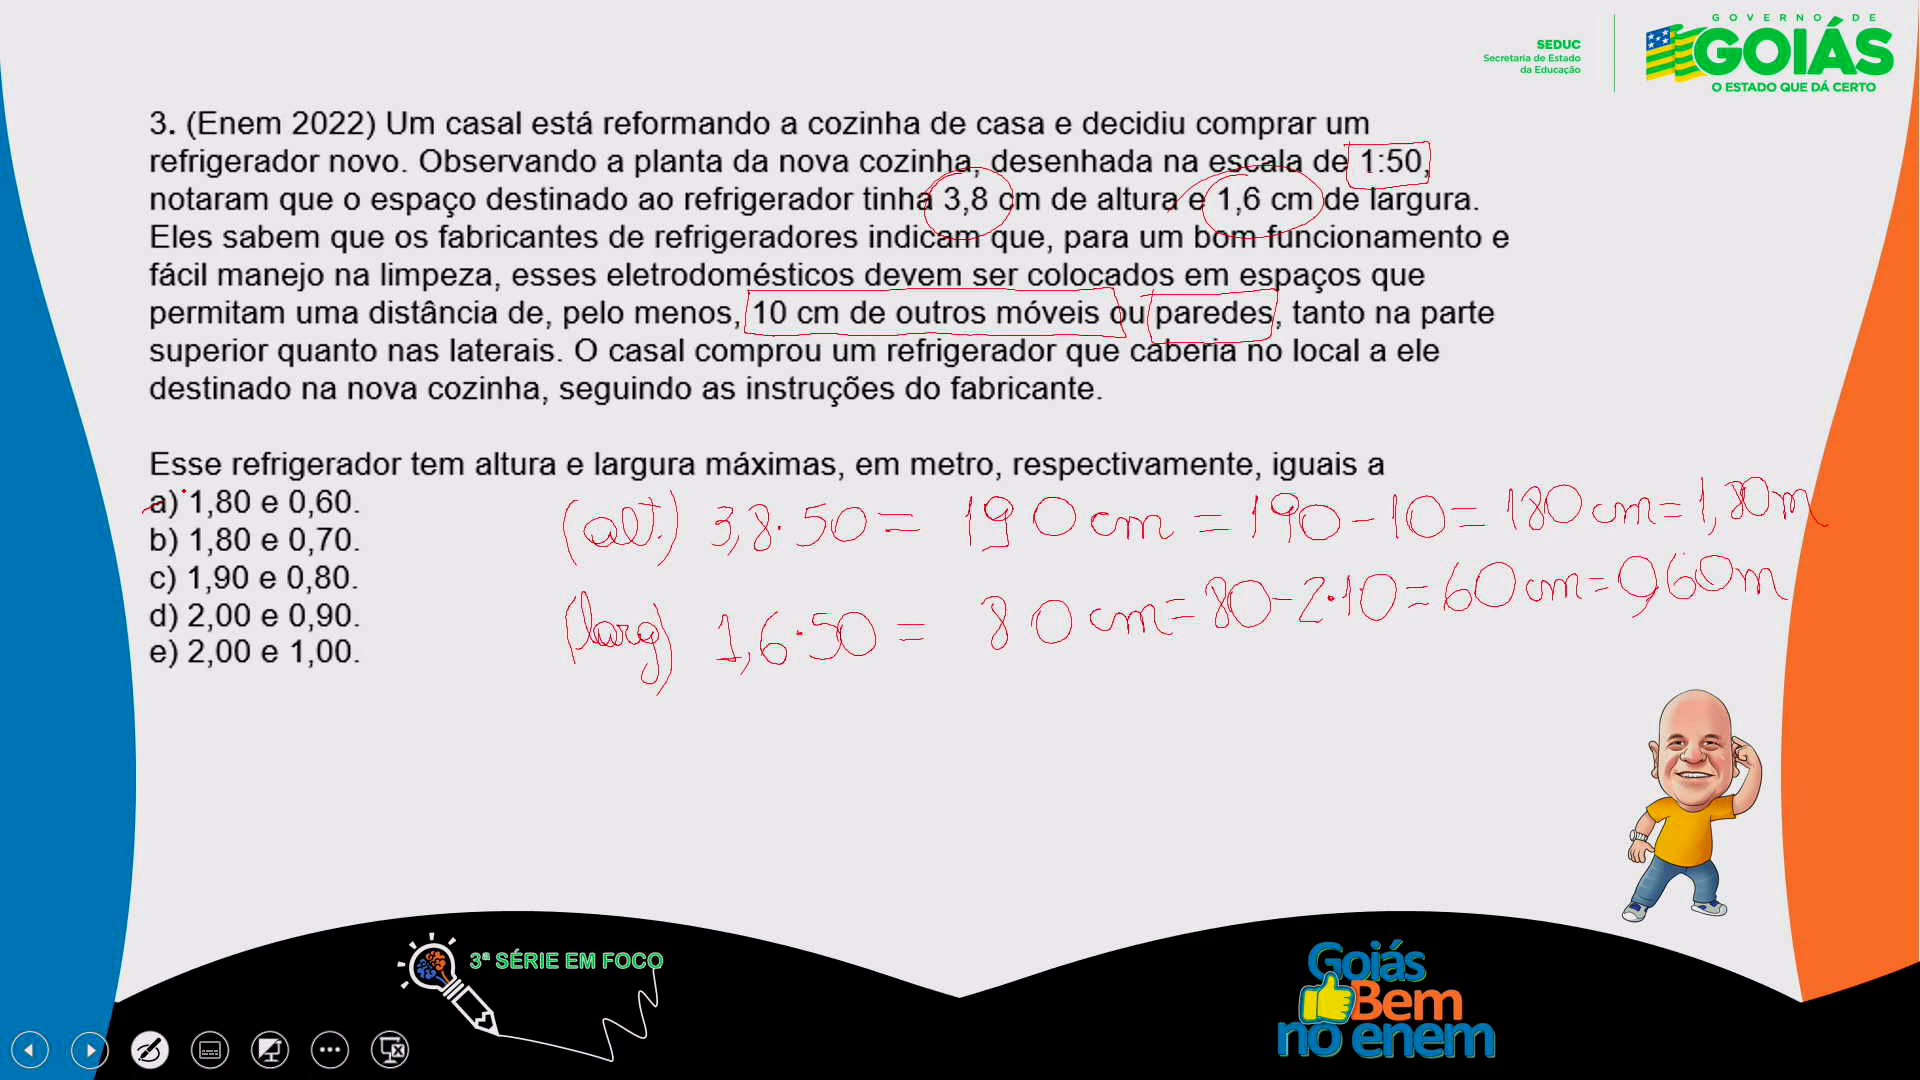 GOVERNO DE
GOIÁS
O ESTADO QUE DÁ CERTO
SEDUC
Secretaria de Estado
da Educação
3. (Enem 2022) Um casal está reformando a cozinha de casa e decidiu comprar um
refrigerador novo. Observando a planta da nova cozinha, desenhada na escala de 1:50,
notaram que o espaço destinado ao refrigerador tinha 3,8 cm de altura e 1,6 cm de largura.
Eles sabem que os fabricantes de refrigeradores indicam que, para um bom funcionamento e
fácil manejo na limpeza, esses eletrodomésticos devem ser colocados em espaços que
permitam uma distância de, pelo menos, 10 cm de outros móveis ou paredes, tanto na parte
superior quanto nas laterais. O casal comprou um refrigerador que caberia no local a ele
destinado na nova cozinha, seguindo as instruções do fabricante.
Esse refrigerador tem altura e largura máximas, em metro, respectivamente, iguais a
a) 1,80 e 0,60.
b) 1,80 e 0,70.
c) 1,90 e 0,80.
d) 2,00 e 0,90.
e) 2,00 e 1,00.
(alt.) 3,8·50 = 190 cm = 190 - 10 = 180 cm = 1,80m
(larg) 1,6·50 = 80 cm = 80 - 2·10 = 60 cm = 0,60m
3ª SÉRIE EM FOCO
Goiás
Bem
no enem